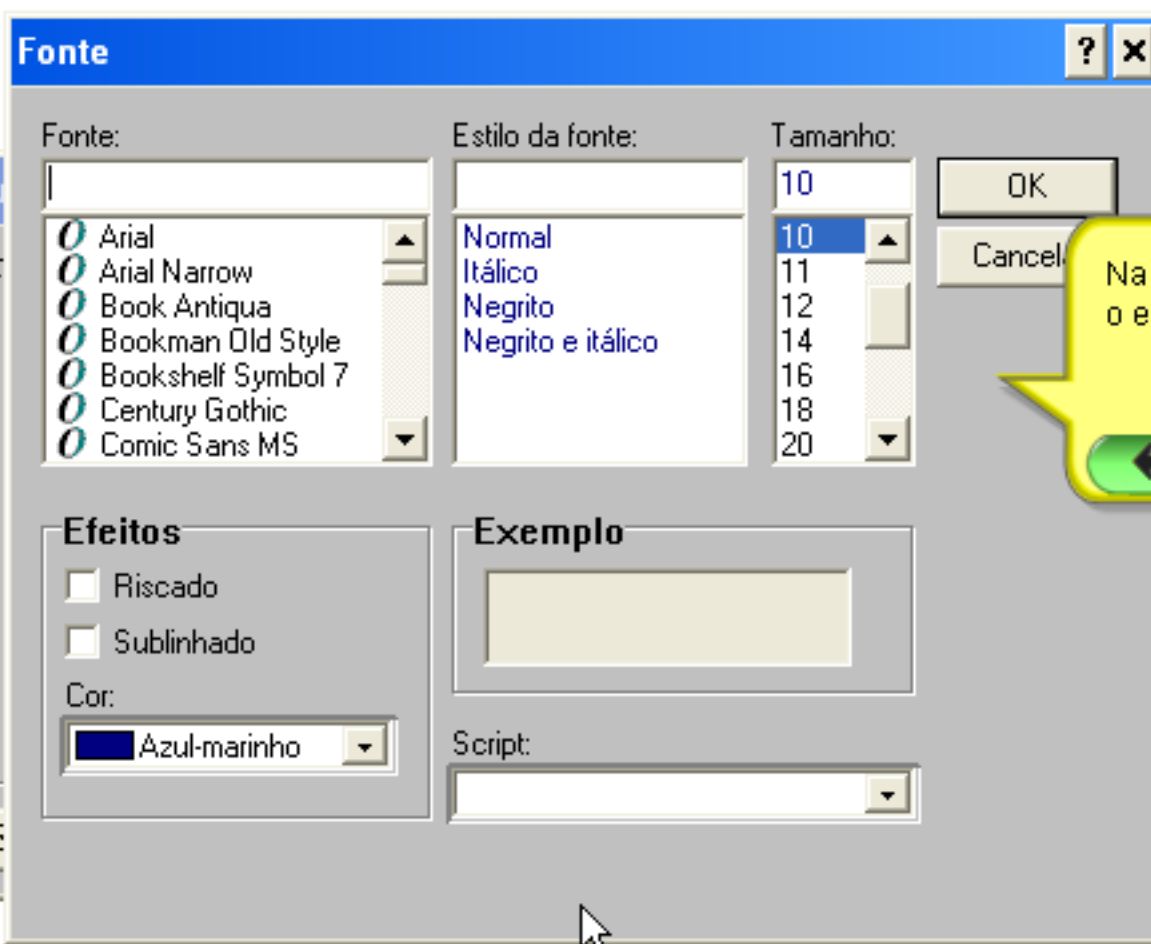 Fonte
?
Fonte:
Estilo da fonte:
Tamanho:
10
OK
Arial
Arial Narrow
Book Antiqua
Bookman Old Style
Bookshelf Symbol 7
Century Gothic
Comic Sans MS
Normal
Itálico
Negrito
Negrito e itálico
10
11
12
14
16
18
20
Cancela
Na
o e
Efeitos
Riscado
Sublinhado
Cor:
Azul-marinho
Exemplo
Script: